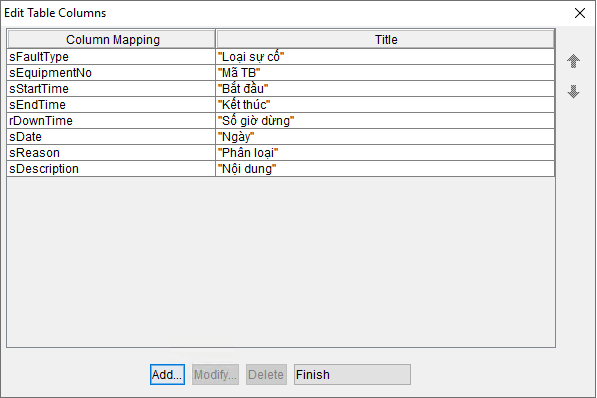 Edit Table Columns
Column Mapping Title
sFaultType "Loại sự cố"
sEquipmentNo "Mã TB"
sStartTime "Bắt đầu"
sEndTime "Kết thúc"
rDownTime "Số giờ dừng"
sDate "Ngày"
sReason "Phân loại"
sDescription "Nội dung"
Add... Modify... Delete Finish